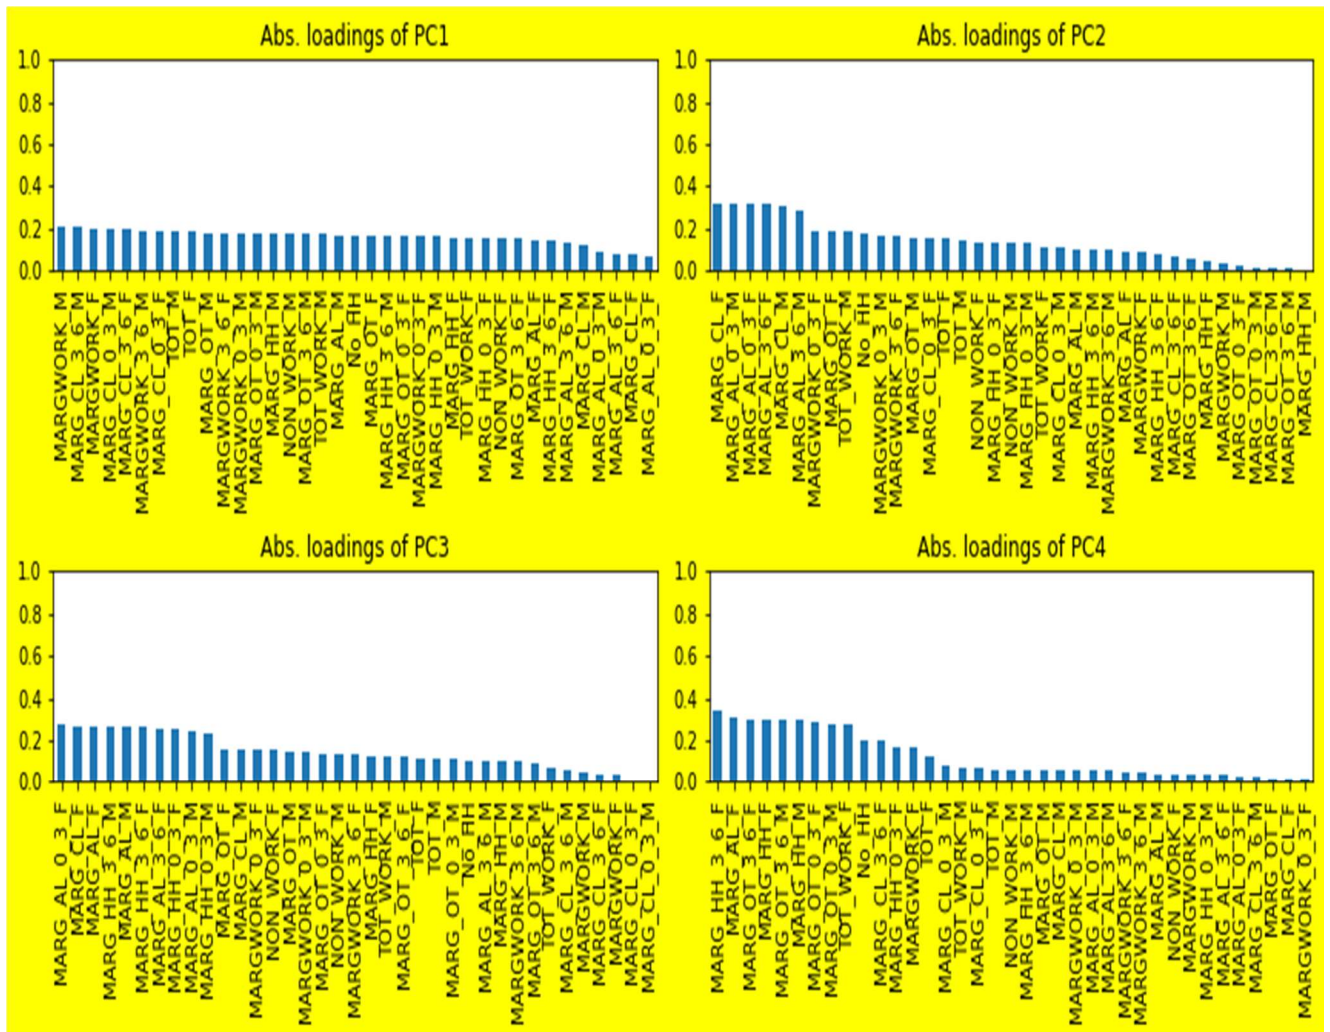 Abs. loadings of PC1
1.0
0.8
0.6
0.4
0.2
0.0
MARGWORK_M
MARG_CL_3_6_M
MARGWORK_F
MARG_CL_0_3_M
MARG_CL_3_6_F
MARGWORK_3_6_M
MARG_CL_0_3_F
TOT_M
TOT_F
MARG_OT_M
MARGWORK_3_6_F
MARGWORK_0_3_M
MARG_OT_0_3_M
MARG_HH_M
NON_WORK_M
MARG_OT_3_6_M
TOT_WORK_M
MARG_AL_M
No_HH
MARG_OT_F
MARG_HH_3_6_M
MARG_OT_0_3_F
MARGWORK_0_3_F
MARG_HH_0_3_M
MARG_HH_F
TOT_WORK_F
MARG_HH_0_3_F
NON_WORK_F
MARG_OT_3_6_F
MARG_AL_F
MARG_HH_3_6_F
MARG_AL_3_6_M
MARG_CL_M
MARG_AL_0_3_M
MARG_AL_3_6_F
MARG_CL_F
MARG_AL_0_3_F
Abs. loadings of PC2
1.0
0.8
0.6
0.4
0.2
0.0
MARG_CL_F
MARG_AL_0_3_M
MARG_AL_0_3_F
MARG_AL_3_6_F
MARG_CL_M
MARG_AL_3_6_M
MARGWORK_0_3_F
MARG_OT_F
TOT_WORK_M
No_HH
MARGWORK_0_3_M
MARGWORK_3_6_F
MARG_OT_M
MARG_CL_0_3_F
TOT_F
TOT_M
NON_WORK_F
MARG_HH_0_3_F
NON_WORK_M
MARG_HH_0_3_M
TOT_WORK_F
MARG_CL_0_3_M
MARG_AL_M
MARG_HH_3_6_M
MARGWORK_3_6_M
MARG_AL_F
MARG_HH_3_6_F
MARG_CL_3_6_F
MARG_OT_3_6_F
MARG_HH_F
MARGWORK_M
MARG_OT_0_3_F
MARG_OT_0_3_M
MARG_CL_3_6_M
MARG_OT_3_6_M
MARG_HH_M
Abs. loadings of PC3
1.0
0.8
0.6
0.4
0.2
0.0
MARG_AL_0_3_F
MARG_CL_F
MARG_AL_F
MARG_HH_3_6_M
MARG_AL_M
MARG_HH_3_6_F
MARG_AL_3_6_F
MARG_HH_0_3_F
MARG_AL_0_3_M
MARG_HH_0_3_M
MARG_OT_F
MARG_CL_M
MARGWORK_0_3_F
NON_WORK_F
MARG_OT_M
MARGWORK_0_3_M
MARG_OT_0_3_F
NON_WORK_M
MARGWORK_3_6_F
MARG_HH_F
TOT_WORK_M
MARG_OT_3_6_F
TOT_F
TOT_M
MARG_OT_0_3_M
No_HH
MARG_AL_3_6_M
MARG_HH_M
MARGWORK_3_6_M
MARG_OT_3_6_M
TOT_WORK_F
MARG_CL_3_6_M
MARGWORK_M
MARG_CL_3_6_F
MARGWORK_F
MARG_CL_0_3_F
MARG_CL_0_3_M
Abs. loadings of PC4
1.0
0.8
0.6
0.4
0.2
0.0
MARG_HH_3_6_F
MARG_AL_F
MARG_OT_3_6_F
MARG_HH_F
MARG_OT_3_6_M
MARG_HH_M
MARG_OT_0_3_F
MARG_OT_0_3_M
TOT_WORK_F
No_HH
MARG_CL_3_6_F
MARG_HH_0_3_F
MARGWORK_F
TOT_F
MARG_CL_0_3_M
TOT_WORK_M
MARG_CL_0_3_F
TOT_M
NON_WORK_M
MARG_HH_3_6_M
MARG_OT_M
MARG_CL_M
MARGWORK_0_3_M
MARG_AL_0_3_M
MARG_AL_3_6_M
MARGWORK_3_6_F
MARGWORK_3_6_M
MARG_AL_M
NON_WORK_F
MARGWORK_M
MARG_HH_0_3_M
MARG_AL_3_6_F
MARG_AL_0_3_F
MARG_CL_3_6_M
MARG_OT_F
MARG_CL_F
MARGWORK_0_3_F